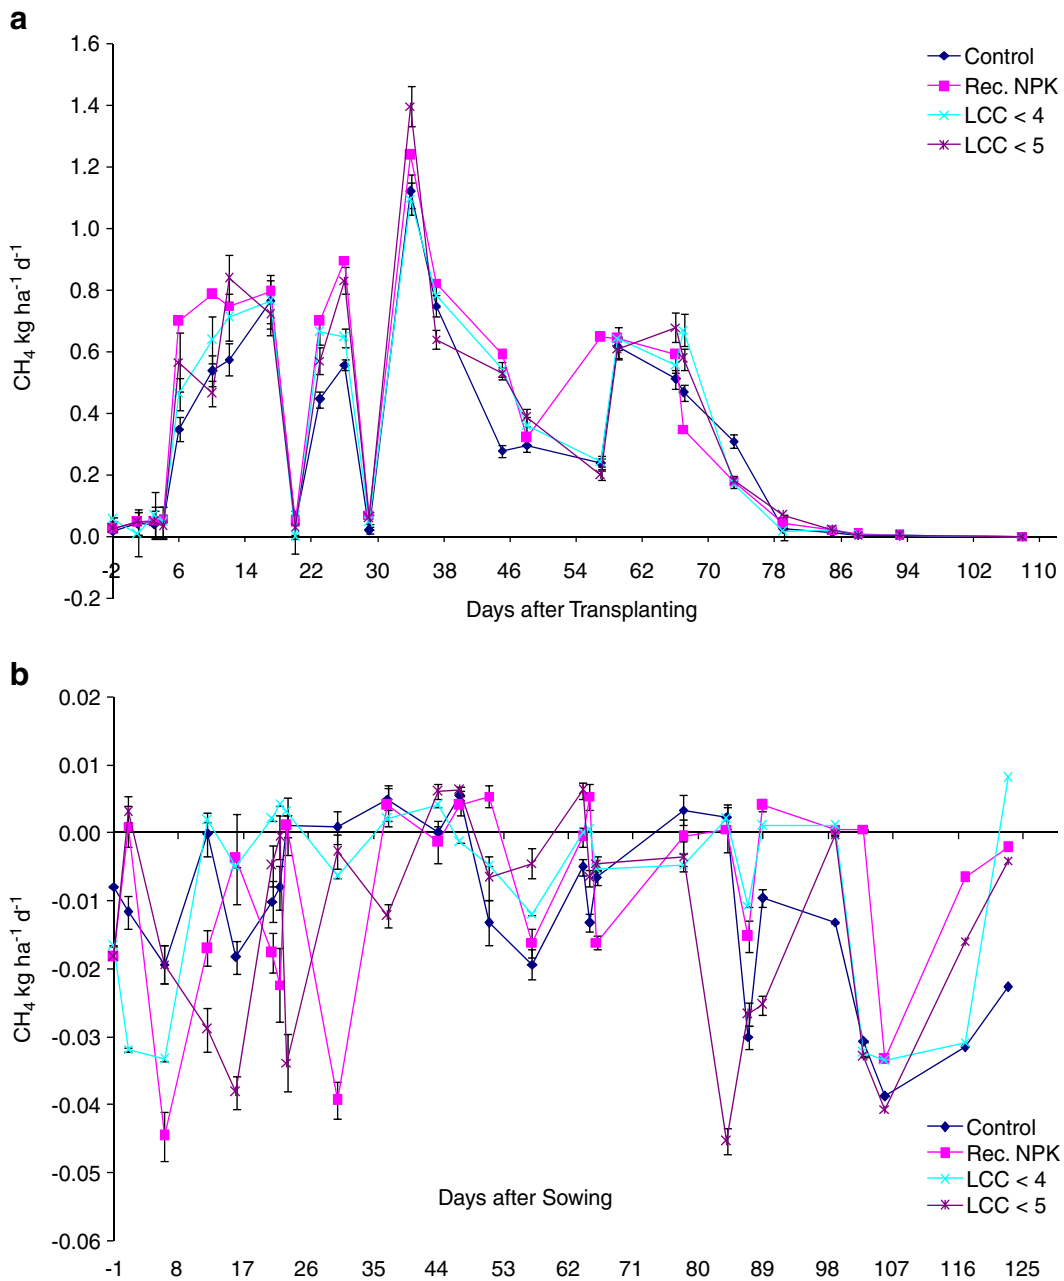 a
1.6
1.4
1.2
1.0
0.8
0.6
0.4
0.2
0.0
-0.2
CH4 kg ha-1 d-1
Control
Rec. NPK
LCC < 4
LCC < 5
-2 6 14 22 30 38 46 54 62 70 78 86 94 102 110
Days after Transplanting
b
0.02
0.01
0.00
-0.01
-0.02
-0.03
-0.04
-0.05
-0.06
CH4 kg ha-1 d-1
Control
Rec. NPK
LCC < 4
LCC < 5
Days after Sowing
-1 8 17 26 35 44 53 62 71 80 89 98 107 116 125